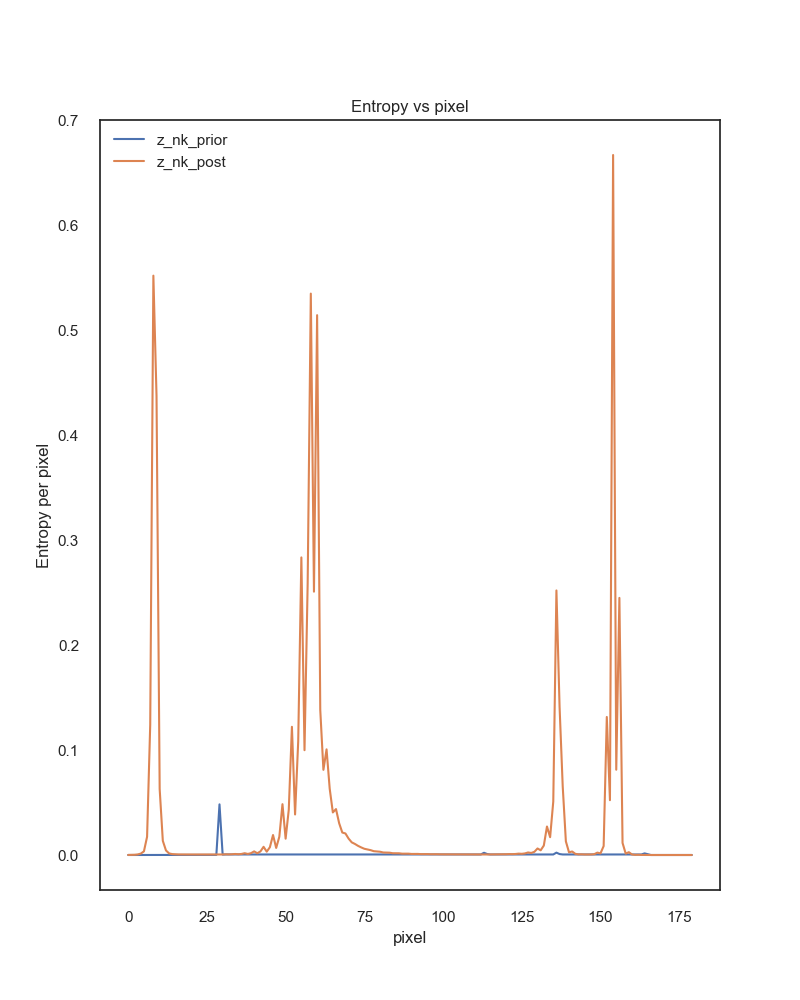 Entropy vs pixel
z_nk_prior
z_nk_post
Entropy per pixel
0.7
0.6
0.5
0.4
0.3
0.2
0.1
0.0
0 25 50 75 100 125 150 175
pixel